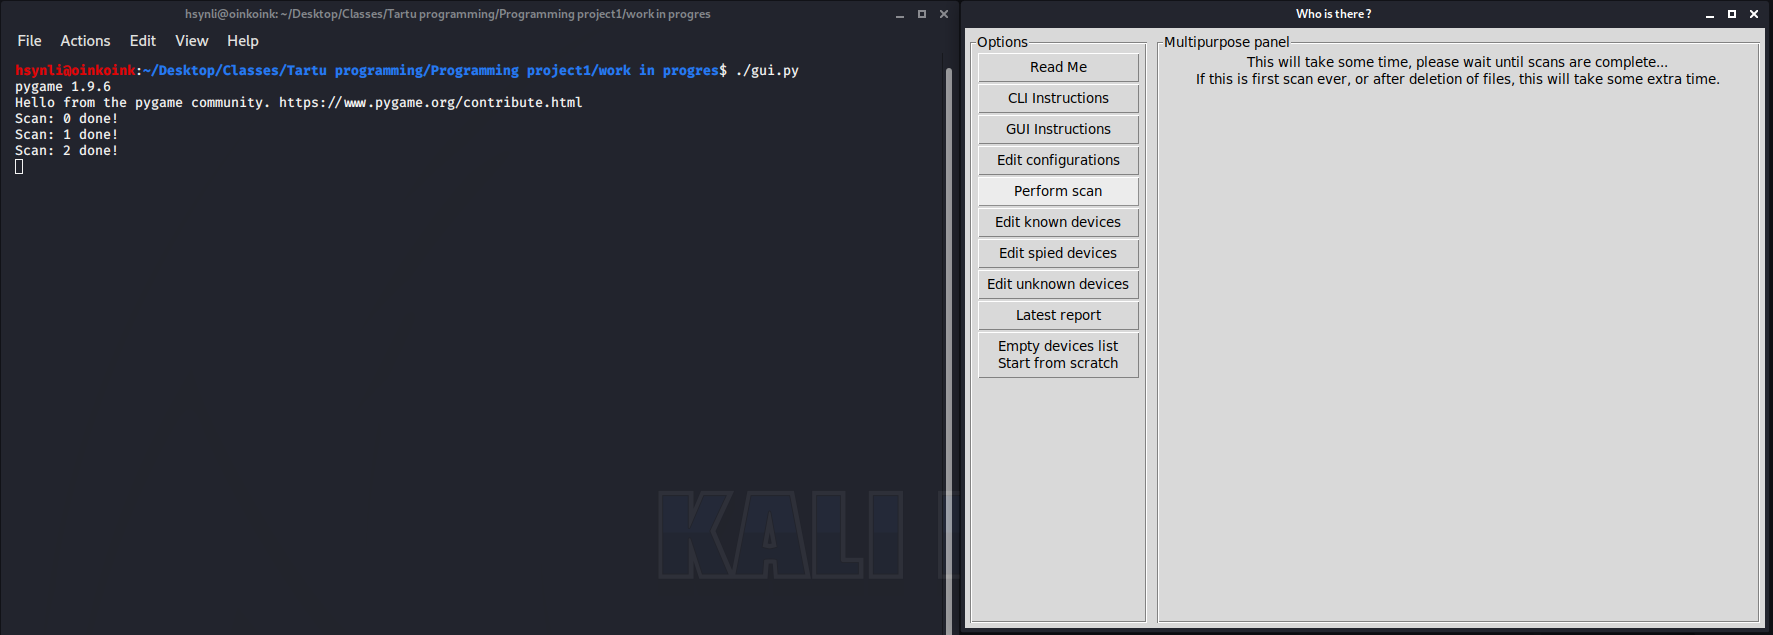 hsynli@oinkoink: ~/Desktop/Classes/Tartu programming/Programming project1/work in progres
File Actions Edit View Help
hsynli@oinkoink:~/Desktop/Classes/Tartu programming/Programming project1/work in progres$ ./gui.py
pygame 1.9.6
Hello from the pygame community. https://www.pygame.org/contribute.html
Scan: 0 done!
Scan: 1 done!
Scan: 2 done!
KALI
Who is there?
Options
Read Me
CLI Instructions
GUI Instructions
Edit configurations
Perform scan
Edit known devices
Edit spied devices
Edit unknown devices
Latest report
Empty devices list
Start from scratch
Multipurpose panel
This will take some time, please wait until scans are complete...
If this is first scan ever, or after deletion of files, this will take some extra time.